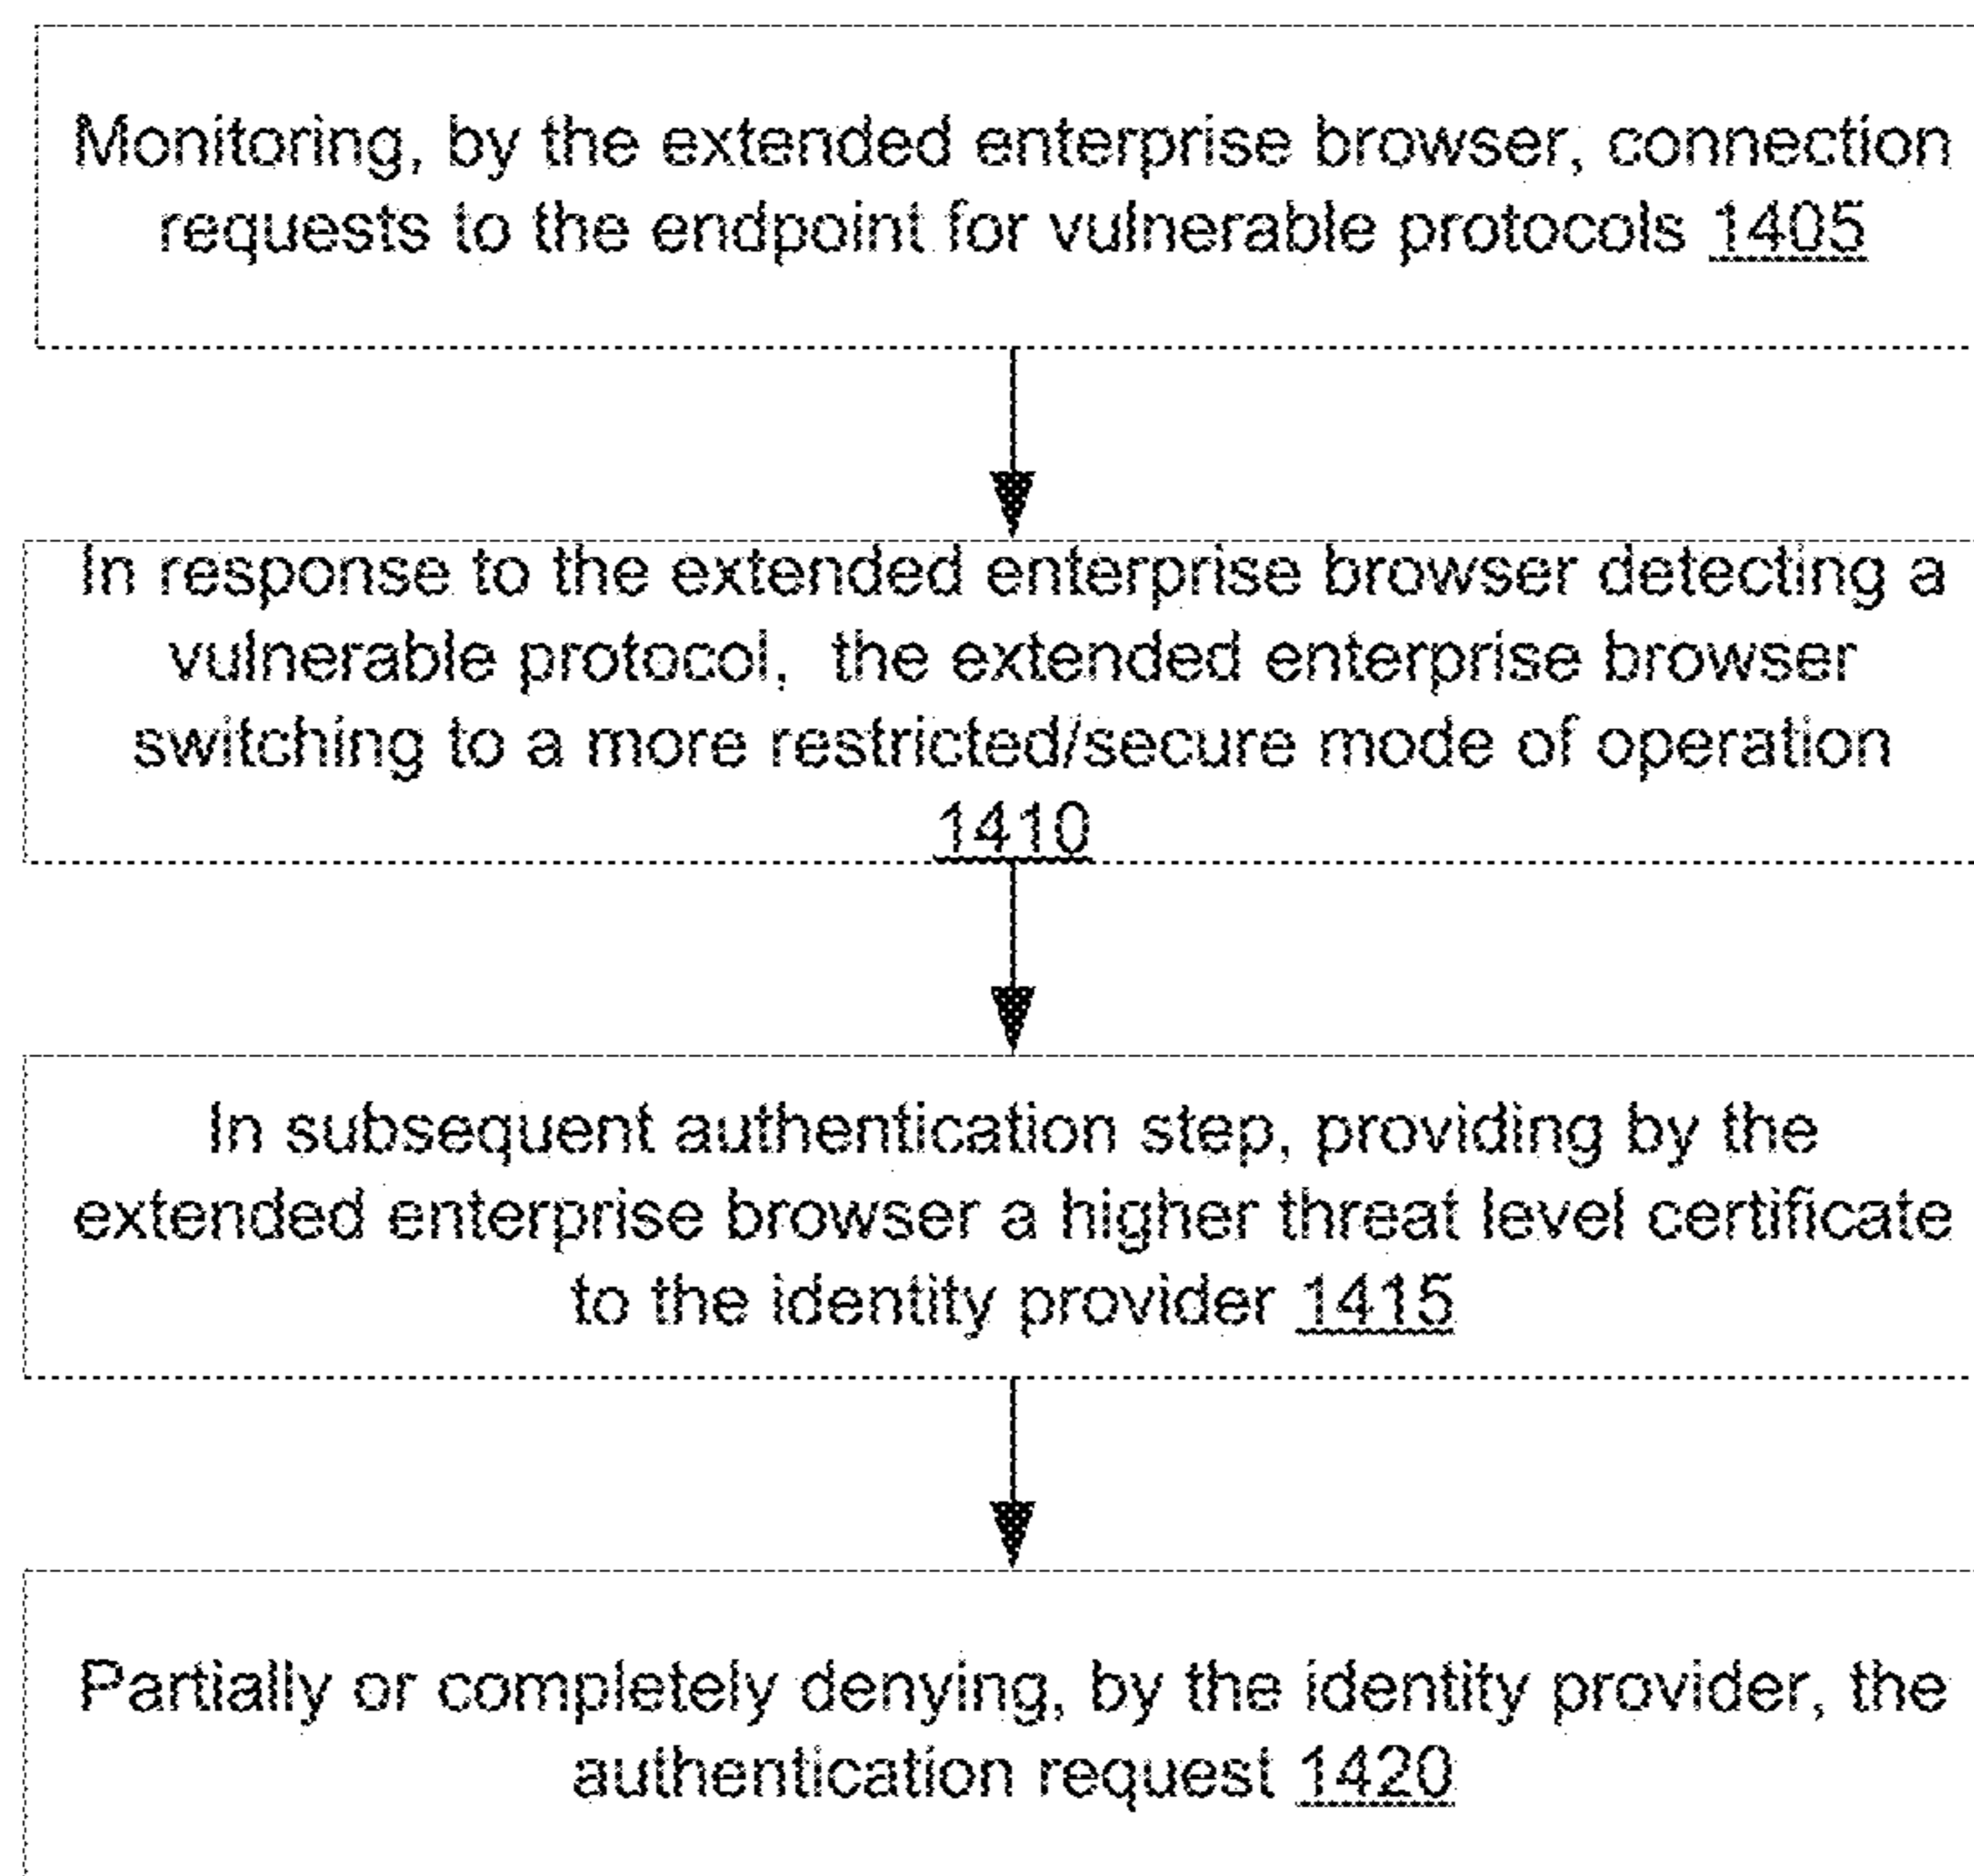 Monitoring, by the extended enterprise browser, connection
requests to the endpoint for vulnerable protocols 1405
In response to the extended enterprise browser detecting a
vulnerable protocol, the extended enterprise browser
switching to a more restricted/secure mode of operation
1410
In subsequent authentication step, providing by the
extended enterprise browser a higher threat level certificate
to the identity provider 1415
Partially or completely denying, by the identity provider, the
authentication request 1420